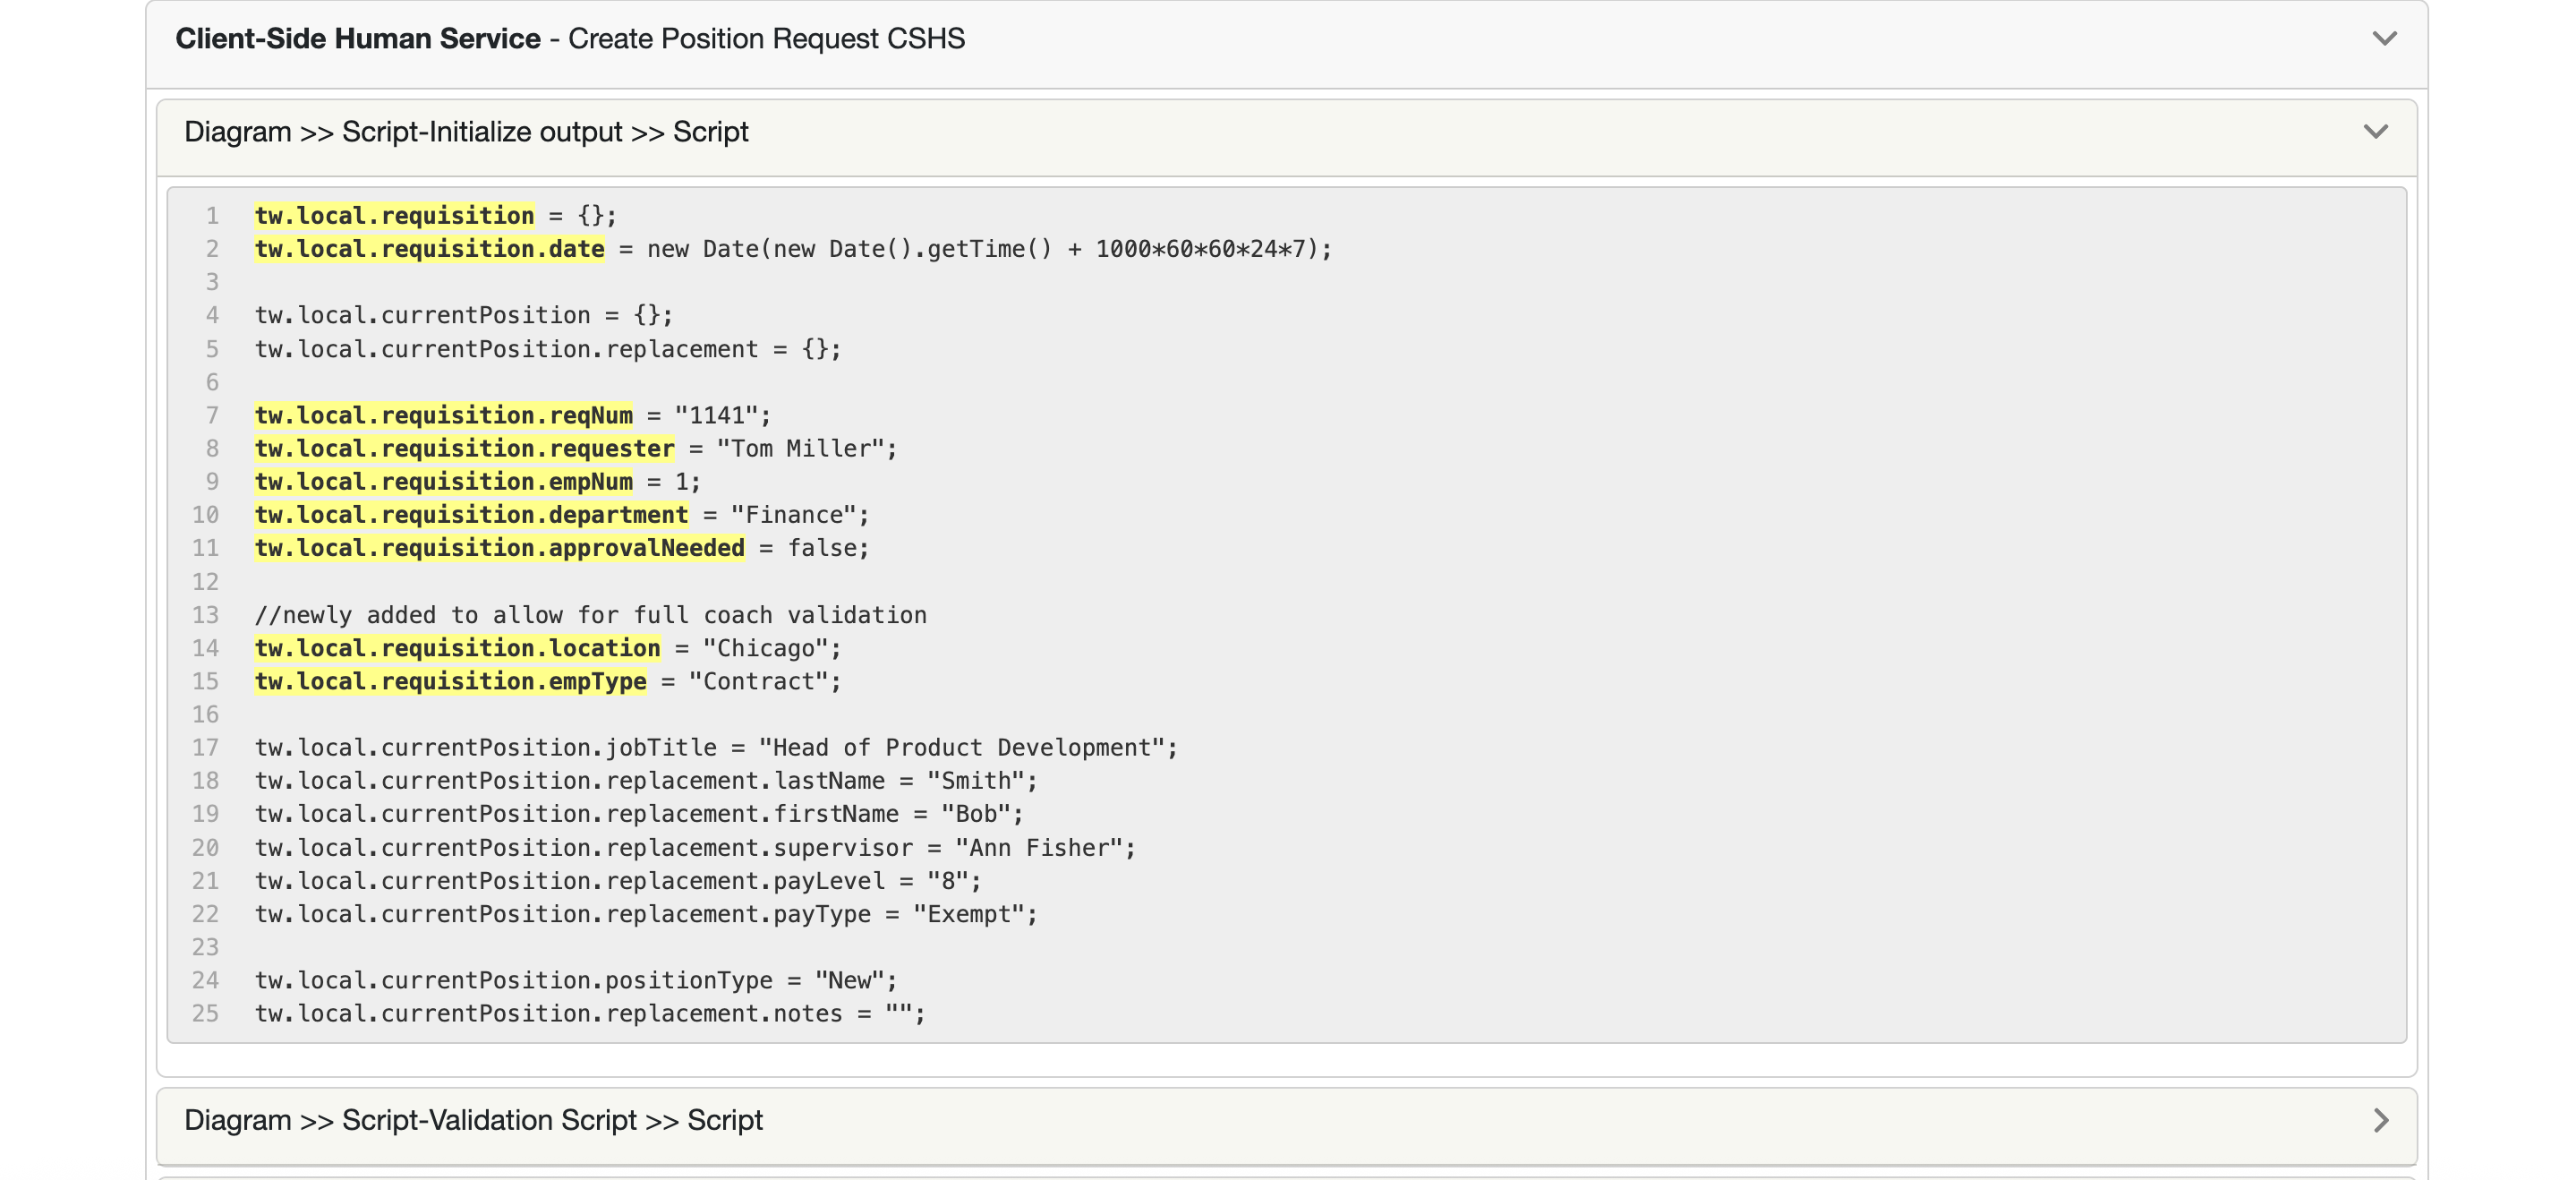 Client-Side Human Service - Create Position Request CSHS
Diagram >> Script-Initialize output >> Script
1 tw.local.requisition = {};
2 tw.local.requisition.date = new Date(new Date().getTime() + 1000*60*60*24*7);
3
4 tw.local.currentPosition = {};
5 tw.local.currentPosition.replacement = {};
6
7 tw.local.requisition.reqNum = "1141";
8 tw.local.requisition.requester = "Tom Miller";
9 tw.local.requisition.empNum = 1;
10 tw.local.requisition.department = "Finance";
11 tw.local.requisition.approvalNeeded = false;
12
13 //newly added to allow for full coach validation
14 tw.local.requisition.location = "Chicago";
15 tw.local.requisition.empType = "Contract";
16
17 tw.local.currentPosition.jobTitle = "Head of Product Development";
18 tw.local.currentPosition.replacement.lastName = "Smith";
19 tw.local.currentPosition.replacement.firstName = "Bob";
20 tw.local.currentPosition.replacement.supervisor = "Ann Fisher";
21 tw.local.currentPosition.replacement.payLevel = "8";
22 tw.local.currentPosition.replacement.payType = "Exempt";
23
24 tw.local.currentPosition.positionType = "New";
25 tw.local.currentPosition.replacement.notes = "";
Diagram >> Script-Validation Script >> Script